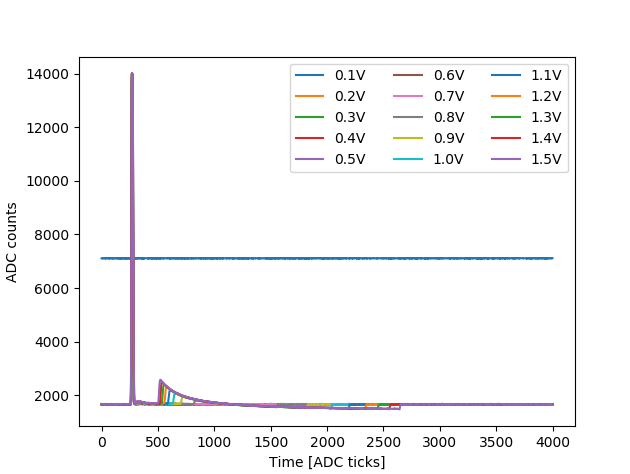 14000
12000
10000
8000
6000
4000
2000
ADC counts
0.1V 0.6V 1.1V
0.2V 0.7V 1.2V
0.3V 0.8V 1.3V
0.4V 0.9V 1.4V
0.5V 1.0V 1.5V
0 500 1000 1500 2000 2500 3000 3500 4000
Time [ADC ticks]